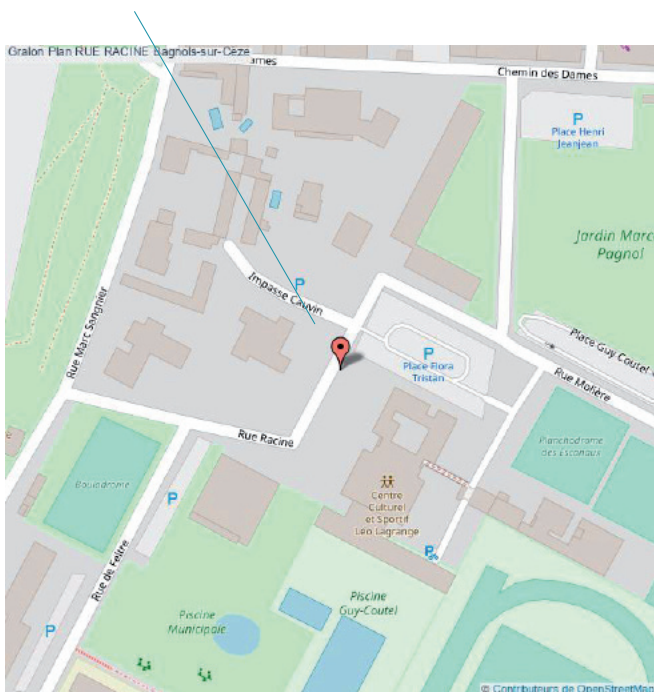 Gralon Plan RUE RACINE Bagnols-sur-Cèze
ames
Chemin des Dames
P
Place Henri
Jeanjean
Jardin Marc
Pagnol
P
Impasse Cauvin
Rue Marc Sangnier
Place Guy Coutel
P
Place Flora
Tristan
Rue Molière
Rue Racine
Planchodrome
des Escanaux
Boulodrome
P
Centre
Culturel
et Sportif
Léo Lagrange
P
Rue de Feltre
Piscine
Guy-Coutel
Piscine
Municipale
P
© Contributeurs de OpenStreetMap